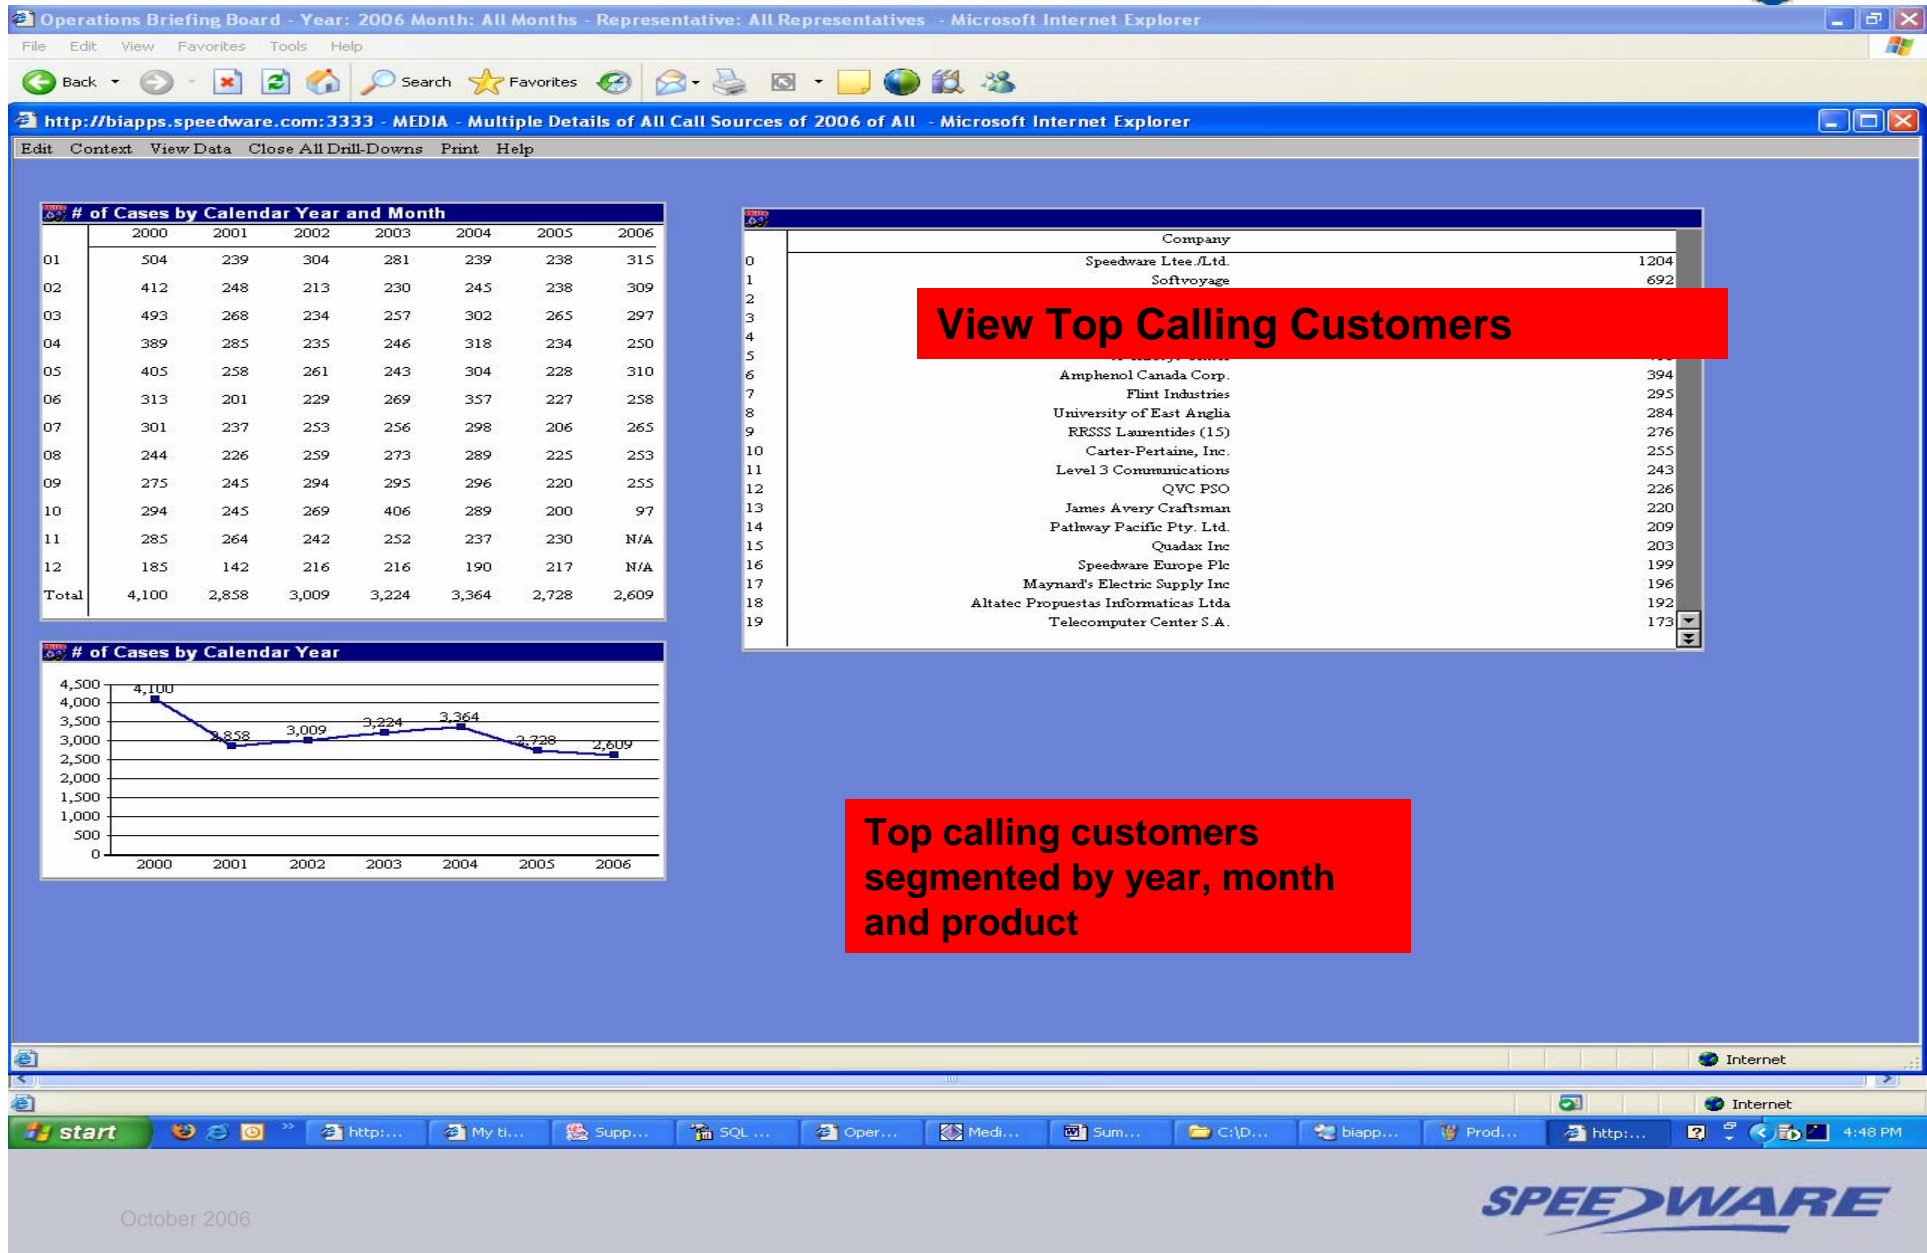 Operations Briefing Board - Year: 2006 Month: All Months - Representative: All Representatives - Microsoft Internet Explorer
File Edit View Favorites Tools Help
Back Search Favorites
http://biapps.speedware.com:3333 - MEDIA - Multiple Details of All Call Sources of 2006 of All - Microsoft Internet Explorer
Edit Context View Data Close All Drill-Downs Print Help
# of Cases by Calendar Year and Month
2000 2001 2002 2003 2004 2005 2006
01 504 239 304 281 239 238 315
02 412 248 213 230 245 238 309
03 493 268 234 257 302 265 297
04 389 285 235 246 318 234 250
05 405 258 261 243 304 228 310
06 313 201 229 269 357 227 258
07 301 237 253 256 298 206 265
08 244 226 259 273 289 225 253
09 275 245 294 295 296 220 255
10 294 245 269 406 289 200 97
11 285 264 242 252 237 230 N/A
12 185 142 216 216 190 217 N/A
Total 4,100 2,858 3,009 3,224 3,364 2,728 2,609
Company
0 Speedware Ltee./Ltd. 1204
1 Softvoyage 692
2
3
4
5
View Top Calling Customers
6 Amphenol Canada Corp. 394
7 Flint Industries 295
8 University of East Anglia 284
9 RRSSS Laurentides (15) 276
10 Carter-Pertaine, Inc. 255
11 Level 3 Communications 243
12 QVC PSO 226
13 James Avery Craftsman 220
14 Pathway Pacific Pty. Ltd. 209
15 Quadax Inc 203
16 Speedware Europe Plc 199
17 Maynard's Electric Supply Inc 196
18 Altatec Propuestas Informaticas Ltda 192
19 Telecomputer Center S.A. 173
# of Cases by Calendar Year
4,500
4,000
3,500
3,000
2,500
2,000
1,500
1,000
500
0
4,100 2,858 3,009 3,224 3,364 2,728 2,609
2000 2001 2002 2003 2004 2005 2006
Top calling customers
segmented by year, month
and product
Internet
Internet
start http:... My ti... Supp... SQL ... Oper... Medi... Sum... C:\D... biapp... Prod... http:... 4:48 PM
October 2006
SPEEDWARE